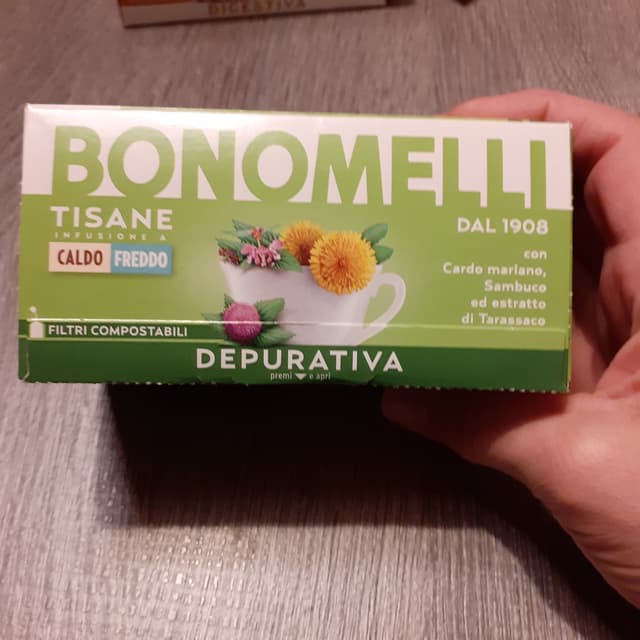 DIGESTIVA
BONOMELLI
TISANE
INFUSIONE A
CALDO FREDDO
DAL 1908
con
Cardo mariano,
Sambuco
ed estratto
di Tarassaco
FILTRI COMPOSTABILI
DEPURATIVA
premi e apri